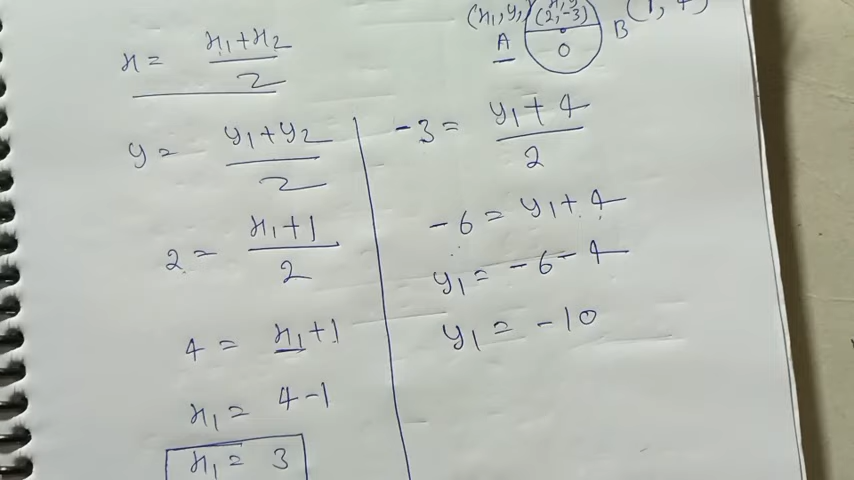 (x₁, y₁) x, y (2, -3)
A O B (1, 4)
x = x₁+x₂ / 2
y = y₁+y₂ / 2
2 = x₁+1 / 2
4 = x₁+1
x₁ = 4-1
x₁ = 3
-3 = y₁+4 / 2
-6 = y₁+4
y₁ = -6-4
y₁ = -10